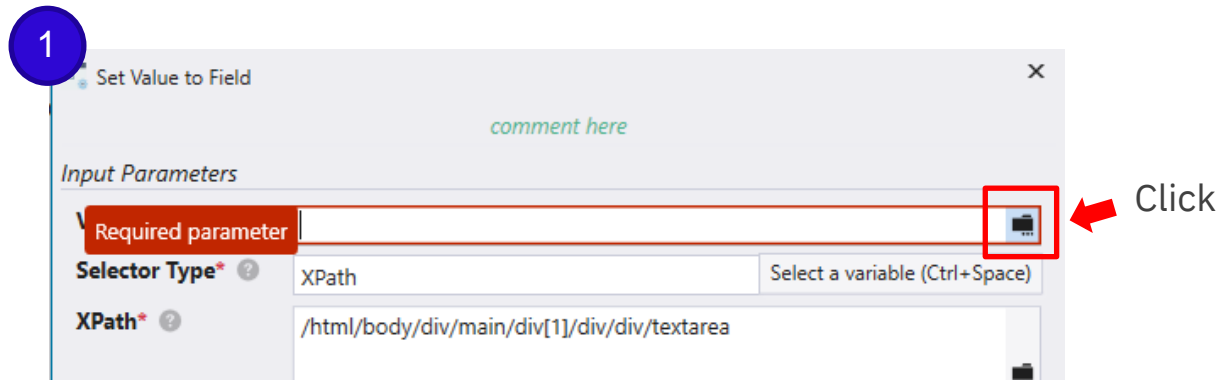 1
Set Value to Field
comment here
Input Parameters
Required parameter
Click
Selector Type* XPath Select a variable (Ctrl+Space)
XPath* /html/body/div/main/div[1]/div/div/textarea